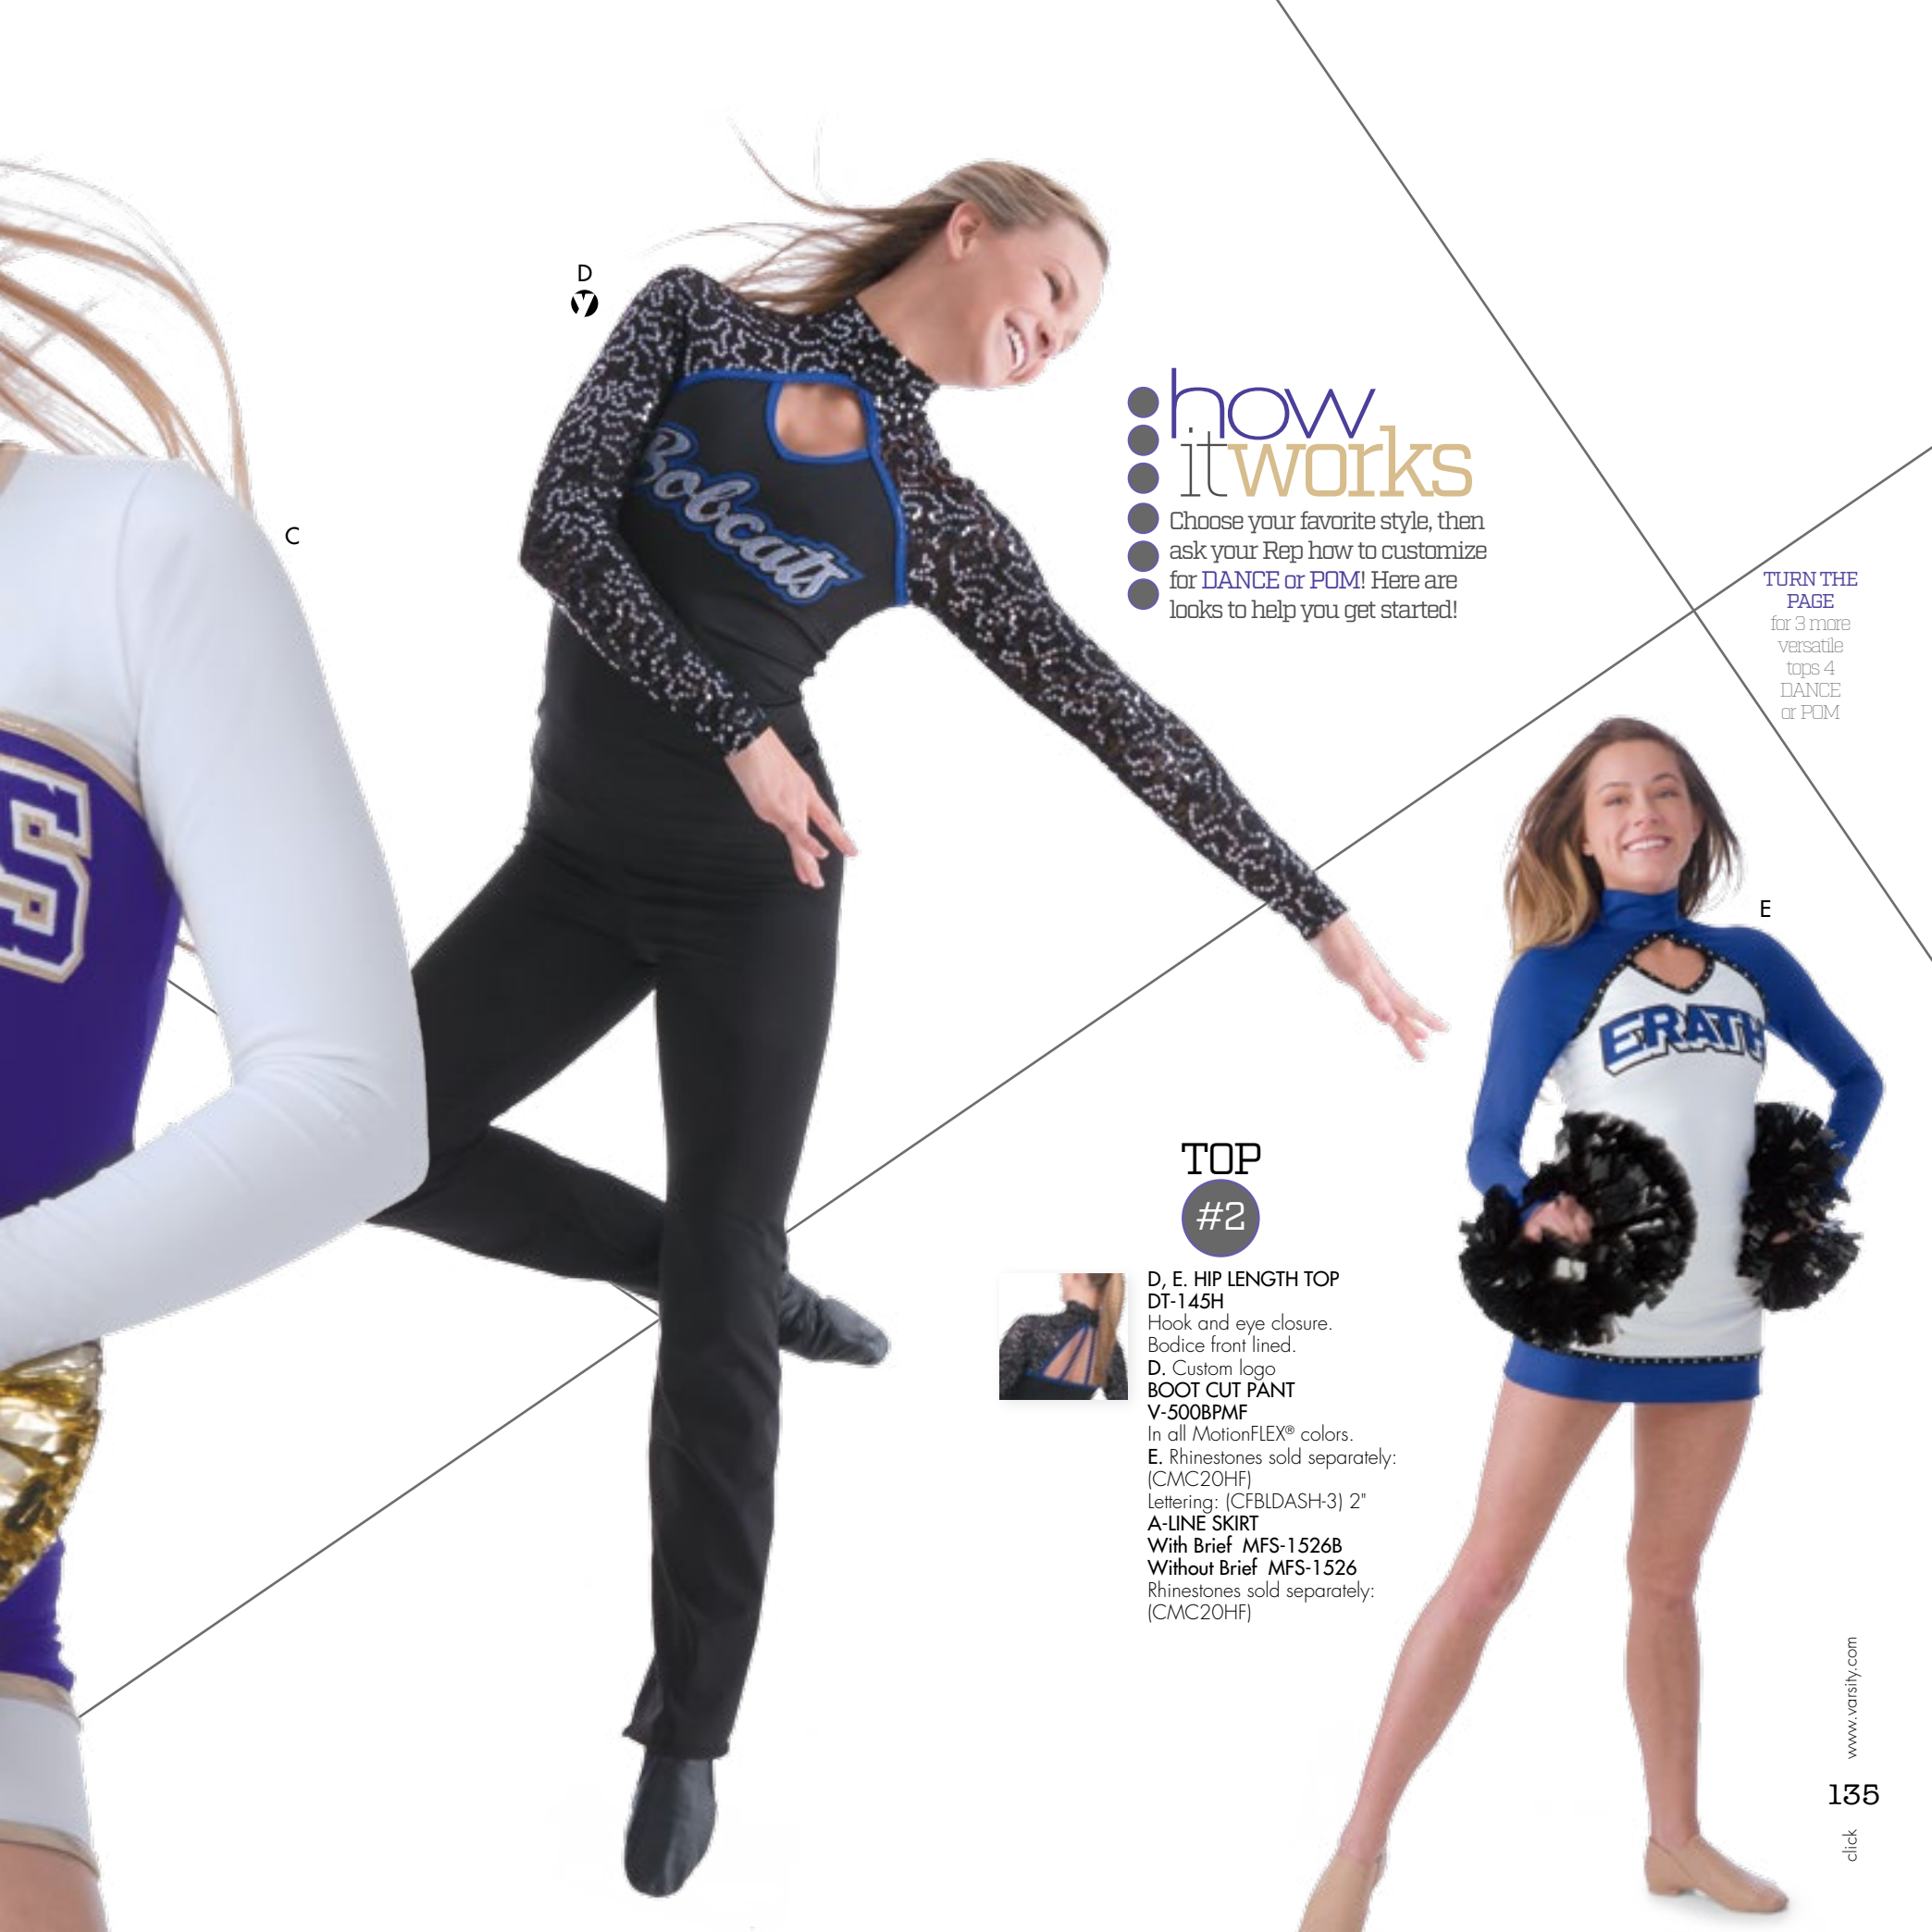 D
C
S
Bobcats
how
itworks
Choose your favorite style, then
ask your Rep how to customize
for DANCE or POM! Here are
looks to help you get started!
TURN THE
PAGE
for 3 more
versatile
tops 4
DANCE
or POM
E
ERATH
TOP
#2
D, E. HIP LENGTH TOP
DT-145H
Hook and eye closure.
Bodice front lined.
D. Custom logo
BOOT CUT PANT
V-500BPMF
In all MotionFLEX® colors.
E. Rhinestones sold separately:
(CMC20HF)
Lettering: (CFBLDASH-3) 2"
A-LINE SKIRT
With Brief MFS-1526B
Without Brief MFS-1526
Rhinestones sold separately:
(CMC20HF)
www.varsity.com
135
click